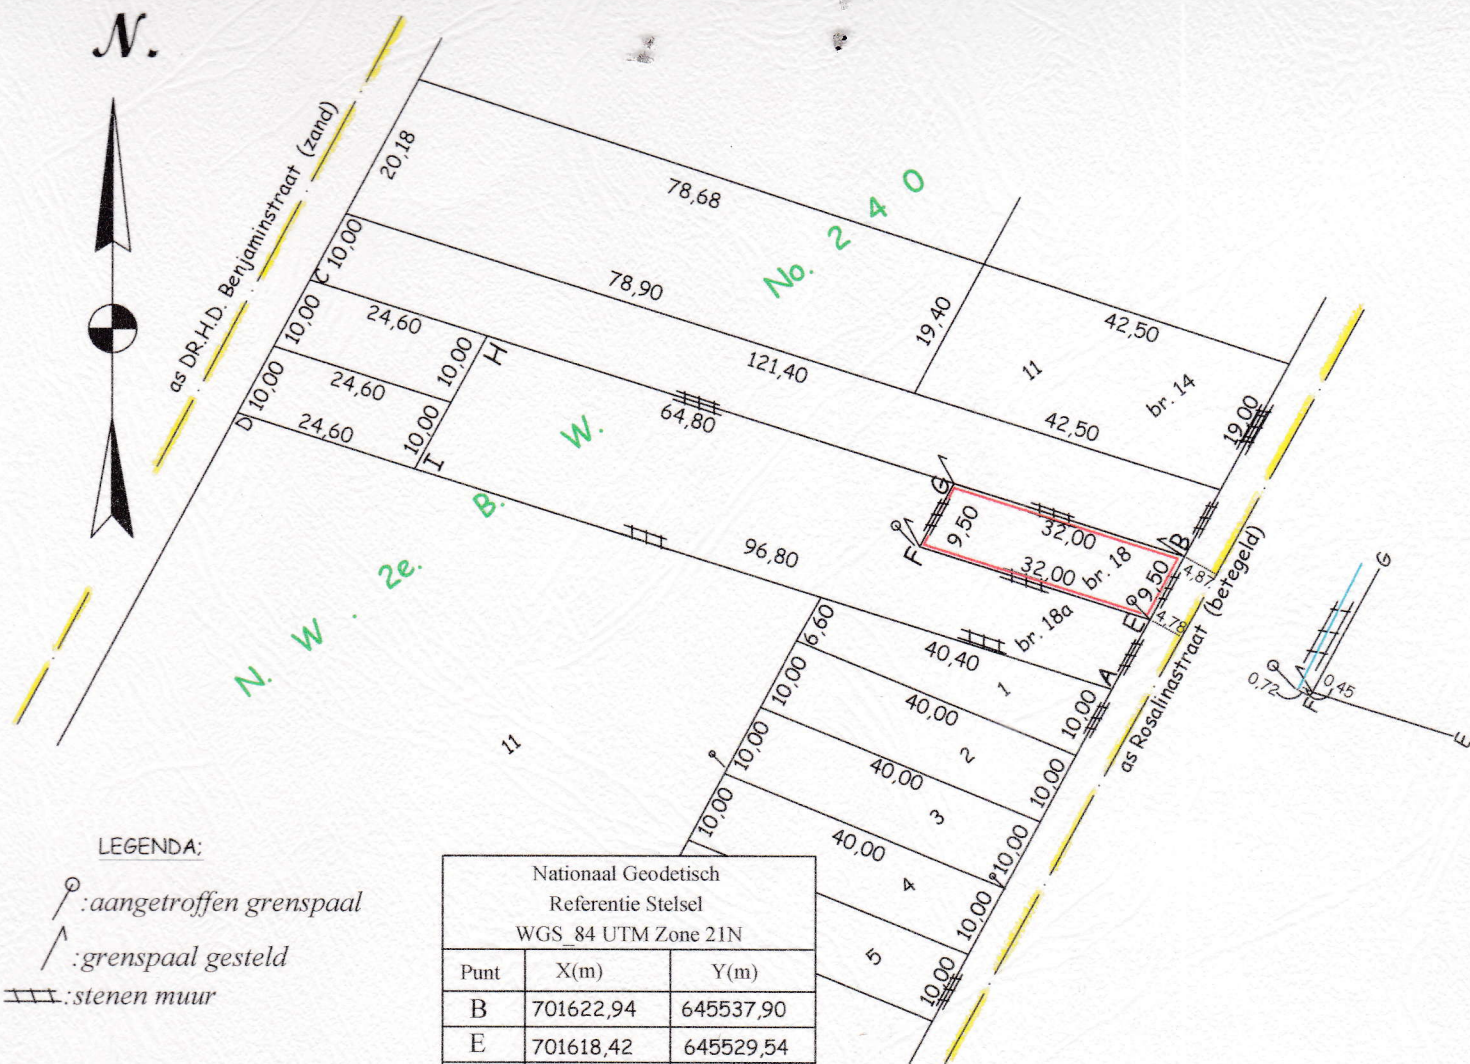 N.
as DR.H.D. Benjaminstraat (zand)
20,18
78,68
No. 240
C
10,00
78,90
19,40
42,50
10,00
24,60
10,00
H
121,40
11
br. 14
D
10,00
24,60
10,00
24,60
I
64,80
W.
42,50
19,00
G
9,50
32,00
B
F
32,00
br. 18
9,50
4,87
B.
96,80
br. 18a
E
4,78
as Rosalinastraat (betegeld)
2e.
W.
N.
6,60
40,40
A
1
10,00
40,00
10,00
2
10,00
40,00
10,00
3
10,00
40,00
10,00
4
10,00
5
10,00
11
G
0,72
F
0,45
E
LEGENDA;
:aangetroffen grenspaal
:grenspaal gesteld
:stenen muur
Nationaal Geodetisch
Referentie Stelsel
WGS_84 UTM Zone 21N
Punt X(m) Y(m)
B 701622,94 645537,90
E 701618,42 645529,54